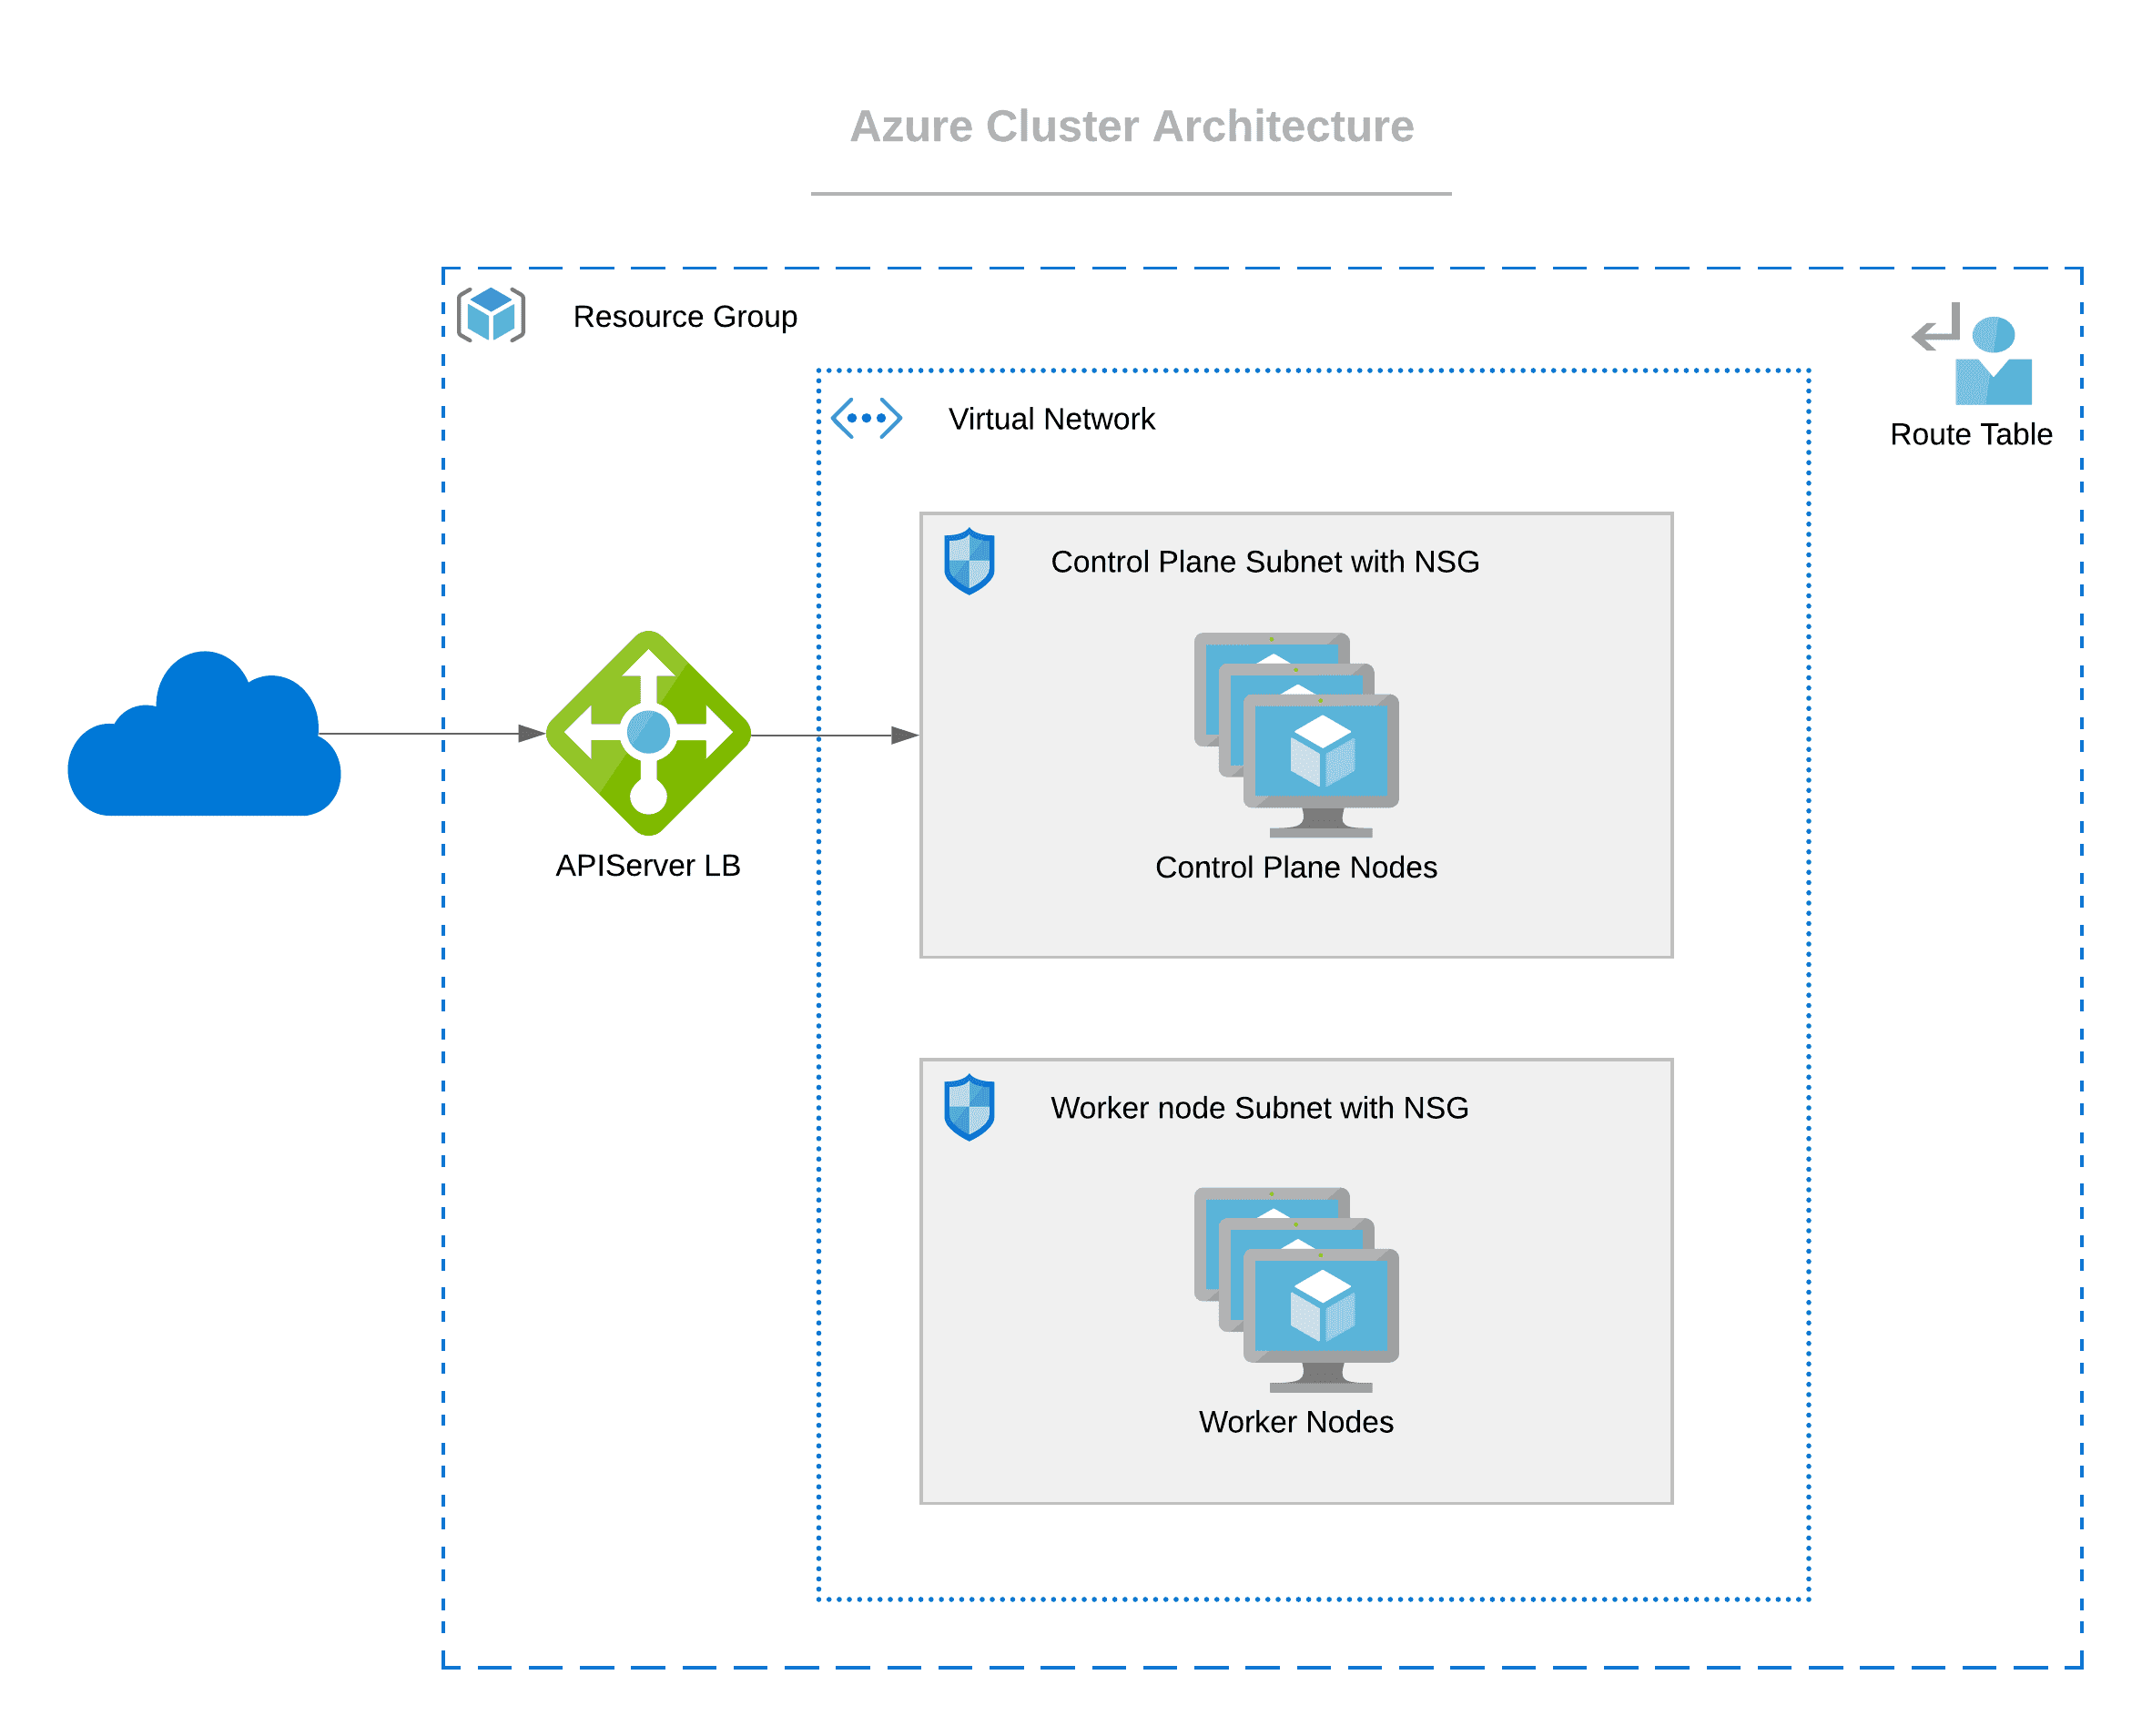 Azure Cluster Architecture
Resource Group
Route Table
Virtual Network
Control Plane Subnet with NSG
Control Plane Nodes
APIServer LB
Worker node Subnet with NSG
Worker Nodes